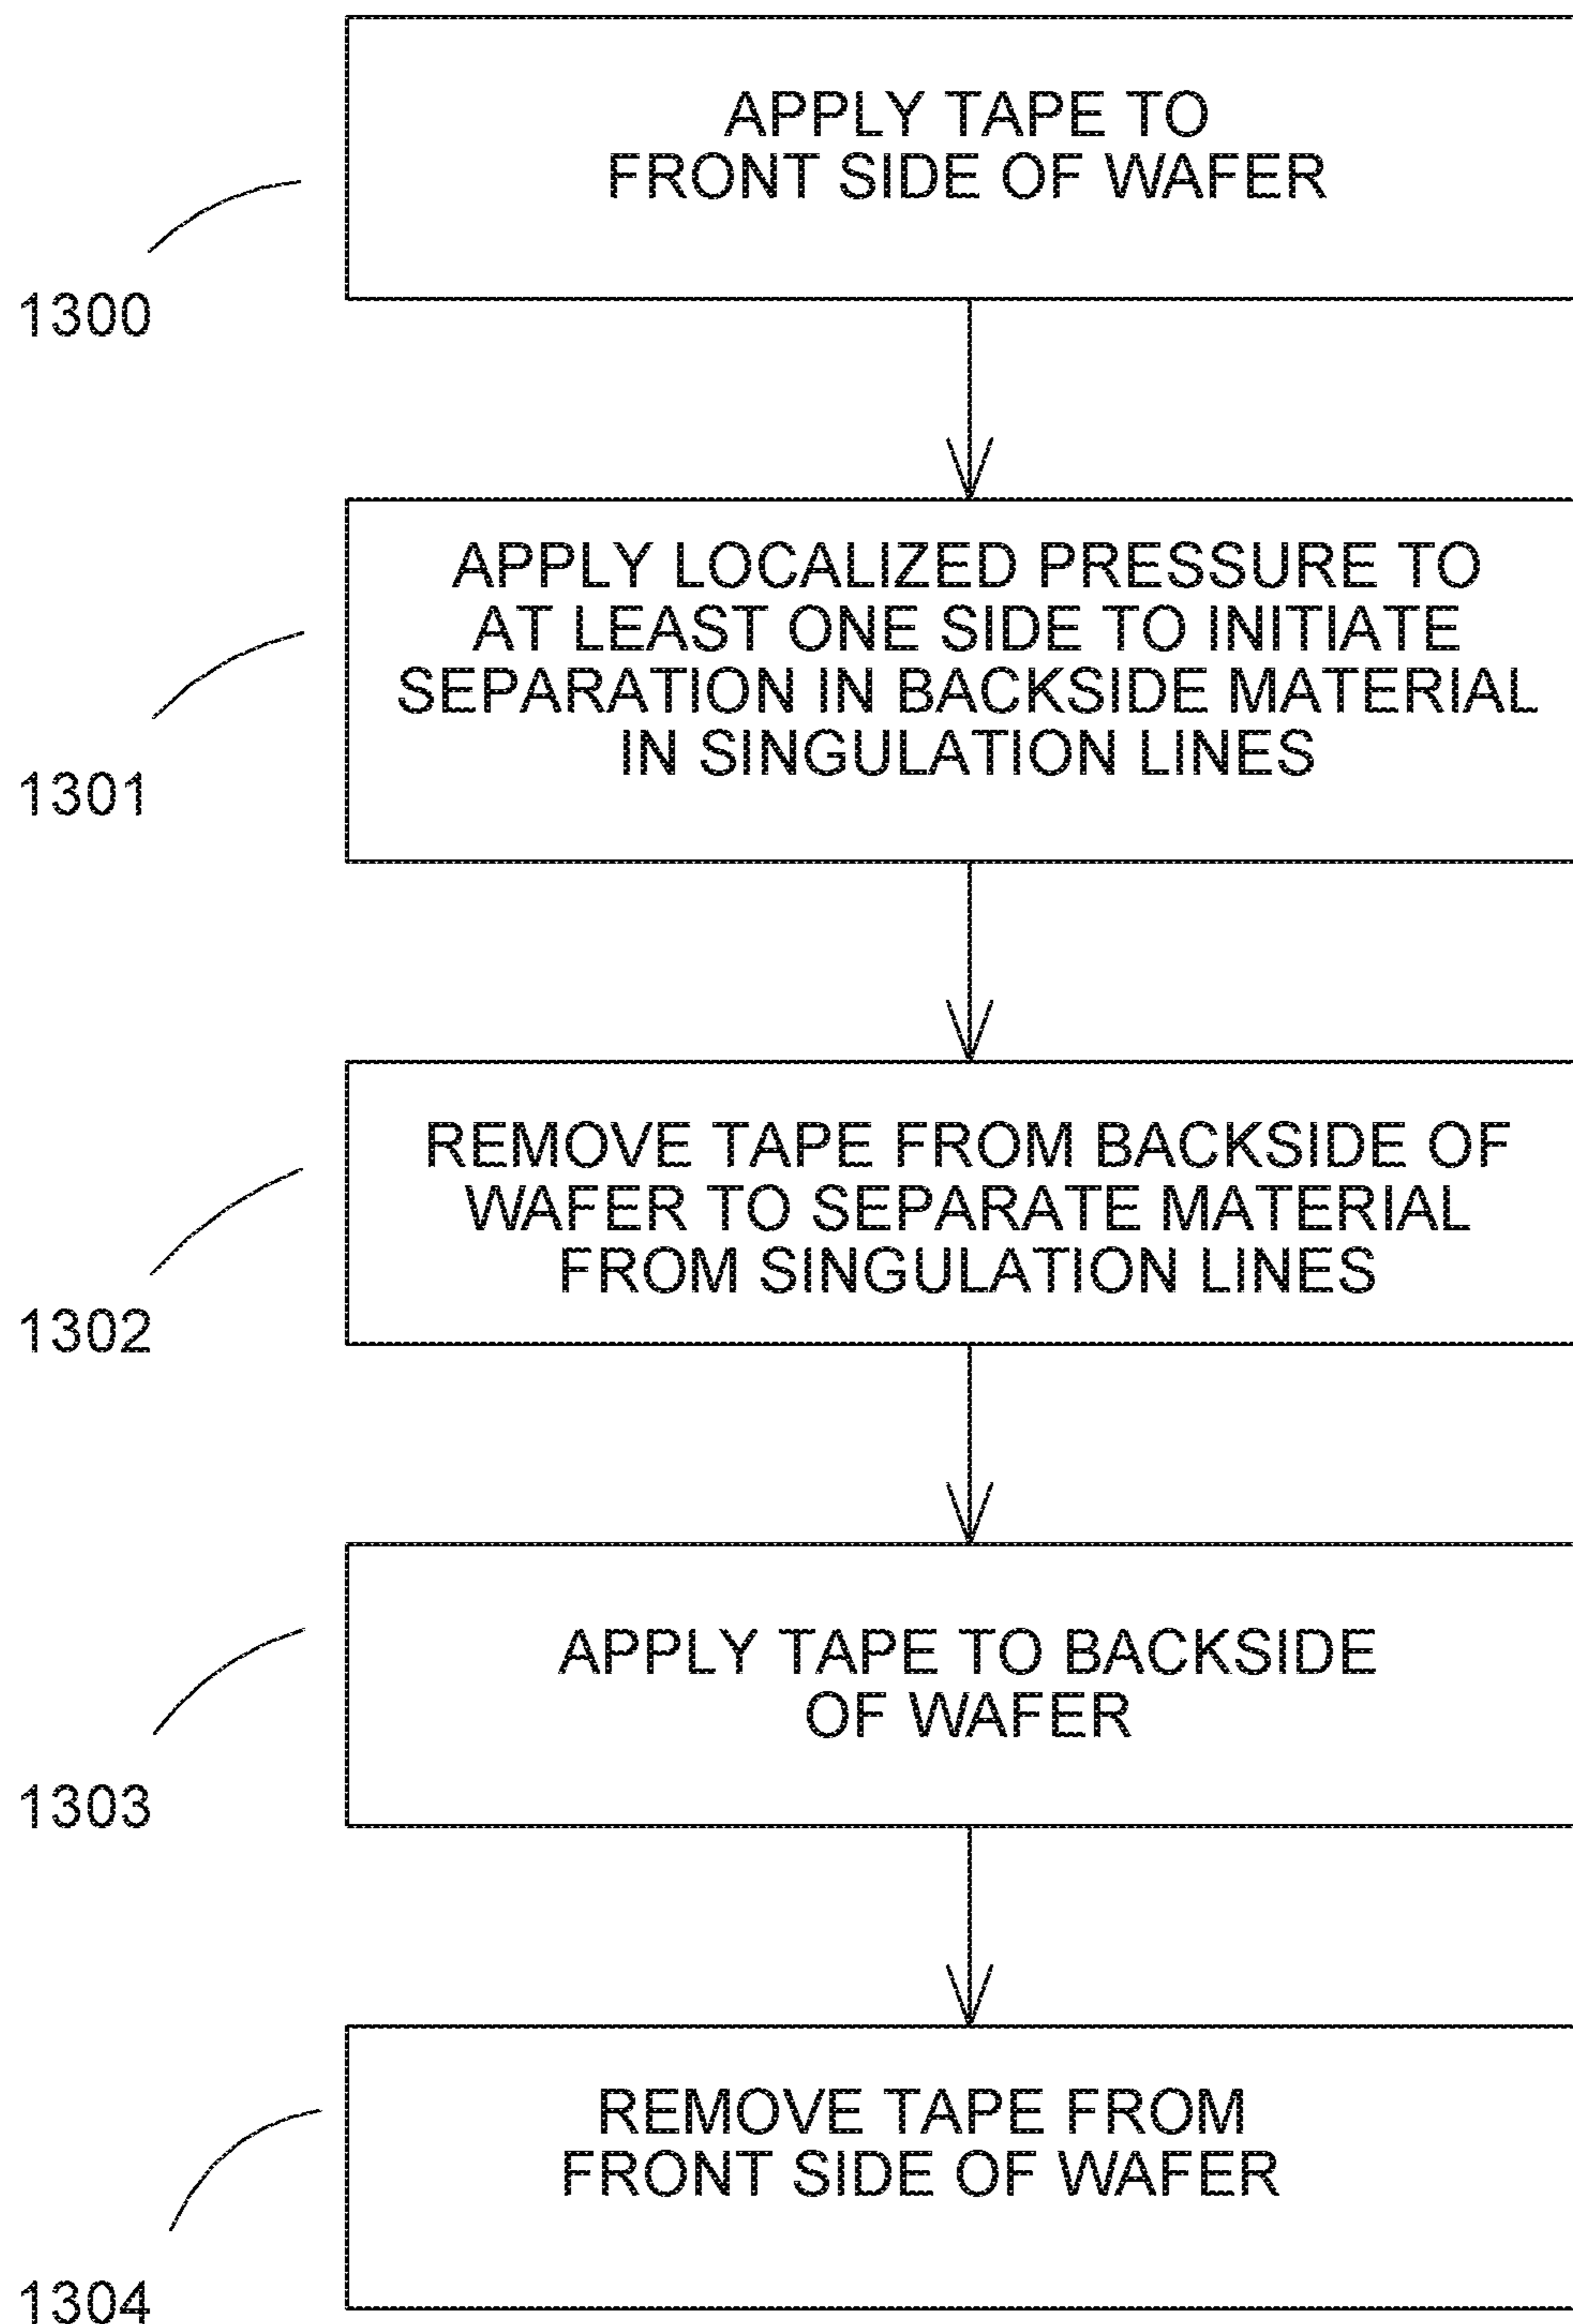 APPLY TAPE TO
FRONT SIDE OF WAFER
1300
APPLY LOCALIZED PRESSURE TO
AT LEAST ONE SIDE TO INITIATE
SEPARATION IN BACKSIDE MATERIAL
IN SINGULATION LINES
1301
REMOVE TAPE FROM BACKSIDE OF
WAFER TO SEPARATE MATERIAL
FROM SINGULATION LINES
1302
APPLY TAPE TO BACKSIDE
OF WAFER
1303
REMOVE TAPE FROM
FRONT SIDE OF WAFER
1304